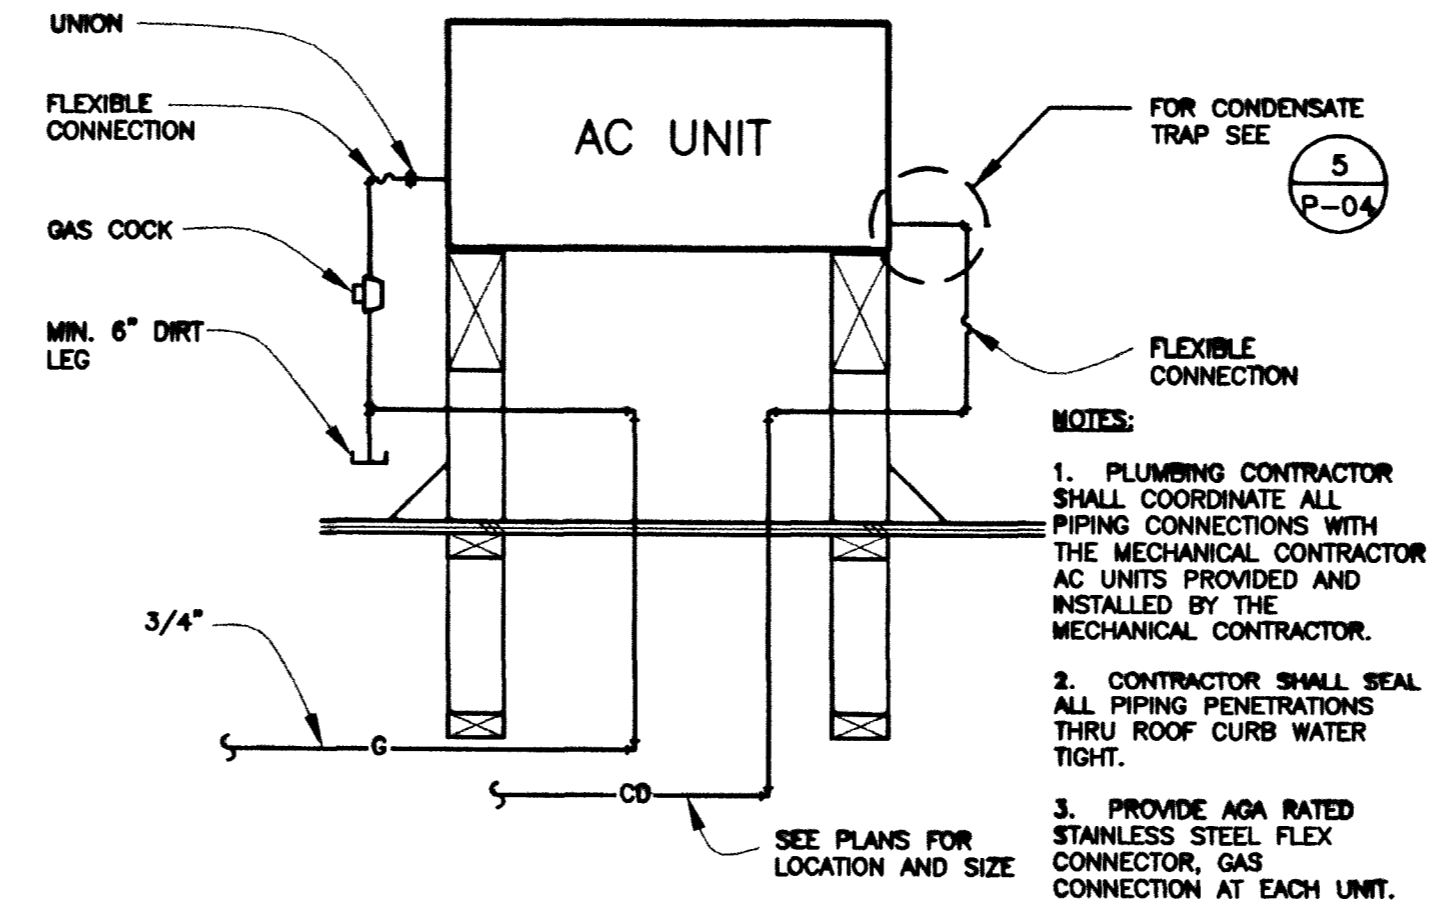 UNION
FLEXIBLE
CONNECTION
GAS COCK
MIN. 6" DIRT
LEG
3/4"
AC UNIT
G
CD
FOR CONDENSATE
TRAP SEE
5
P-04
FLEXIBLE
CONNECTION
SEE PLANS FOR
LOCATION AND SIZE
NOTES:
1. PLUMBING CONTRACTOR
SHALL COORDINATE ALL
PIPING CONNECTIONS WITH
THE MECHANICAL CONTRACTOR
AC UNITS PROVIDED AND
INSTALLED BY THE
MECHANICAL CONTRACTOR.
2. CONTRACTOR SHALL SEAL
ALL PIPING PENETRATIONS
THRU ROOF CURB WATER
TIGHT.
3. PROVIDE AGA RATED
STAINLESS STEEL FLEX
CONNECTOR, GAS
CONNECTION AT EACH UNIT.